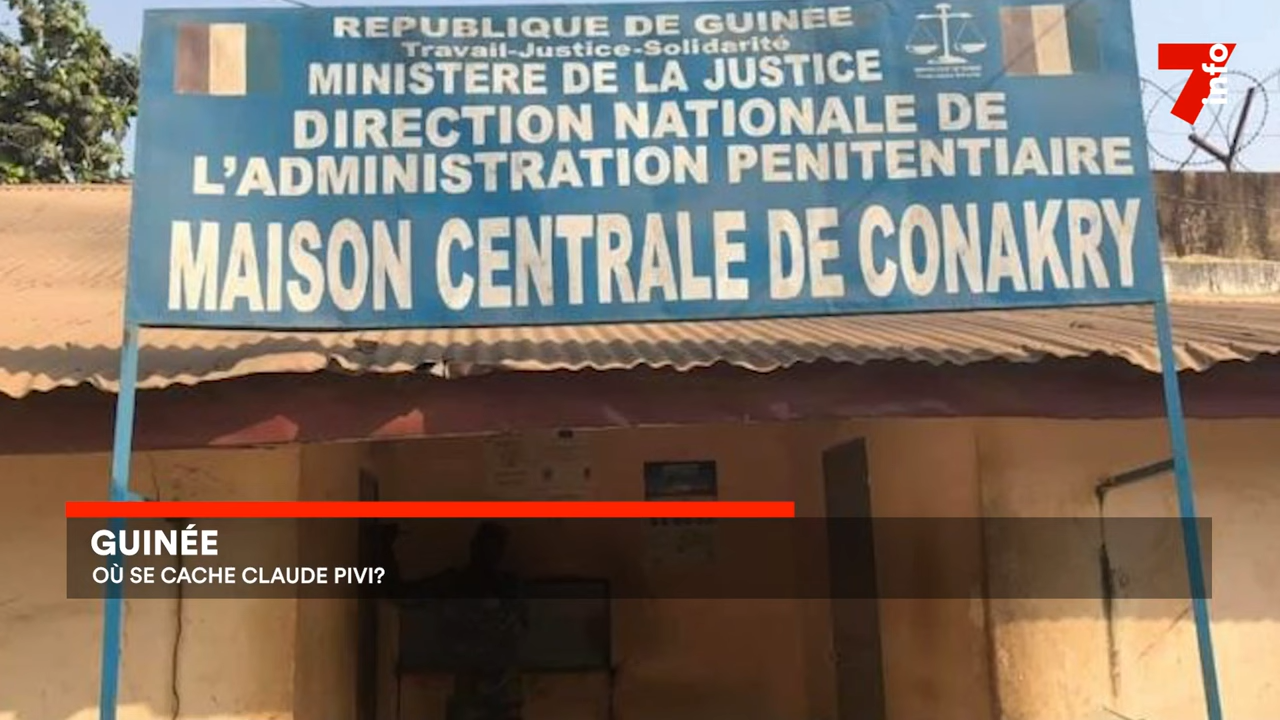 REPUBLIQUE DE GUINEE
Travail-Justice-Solidarité
MINISTERE DE LA JUSTICE
DIRECTION NATIONALE DE
L'ADMINISTRATION PENITENTIAIRE
MAISON CENTRALE DE CONAKRY
7info
GUINÉE
OÙ SE CACHE CLAUDE PIVI?